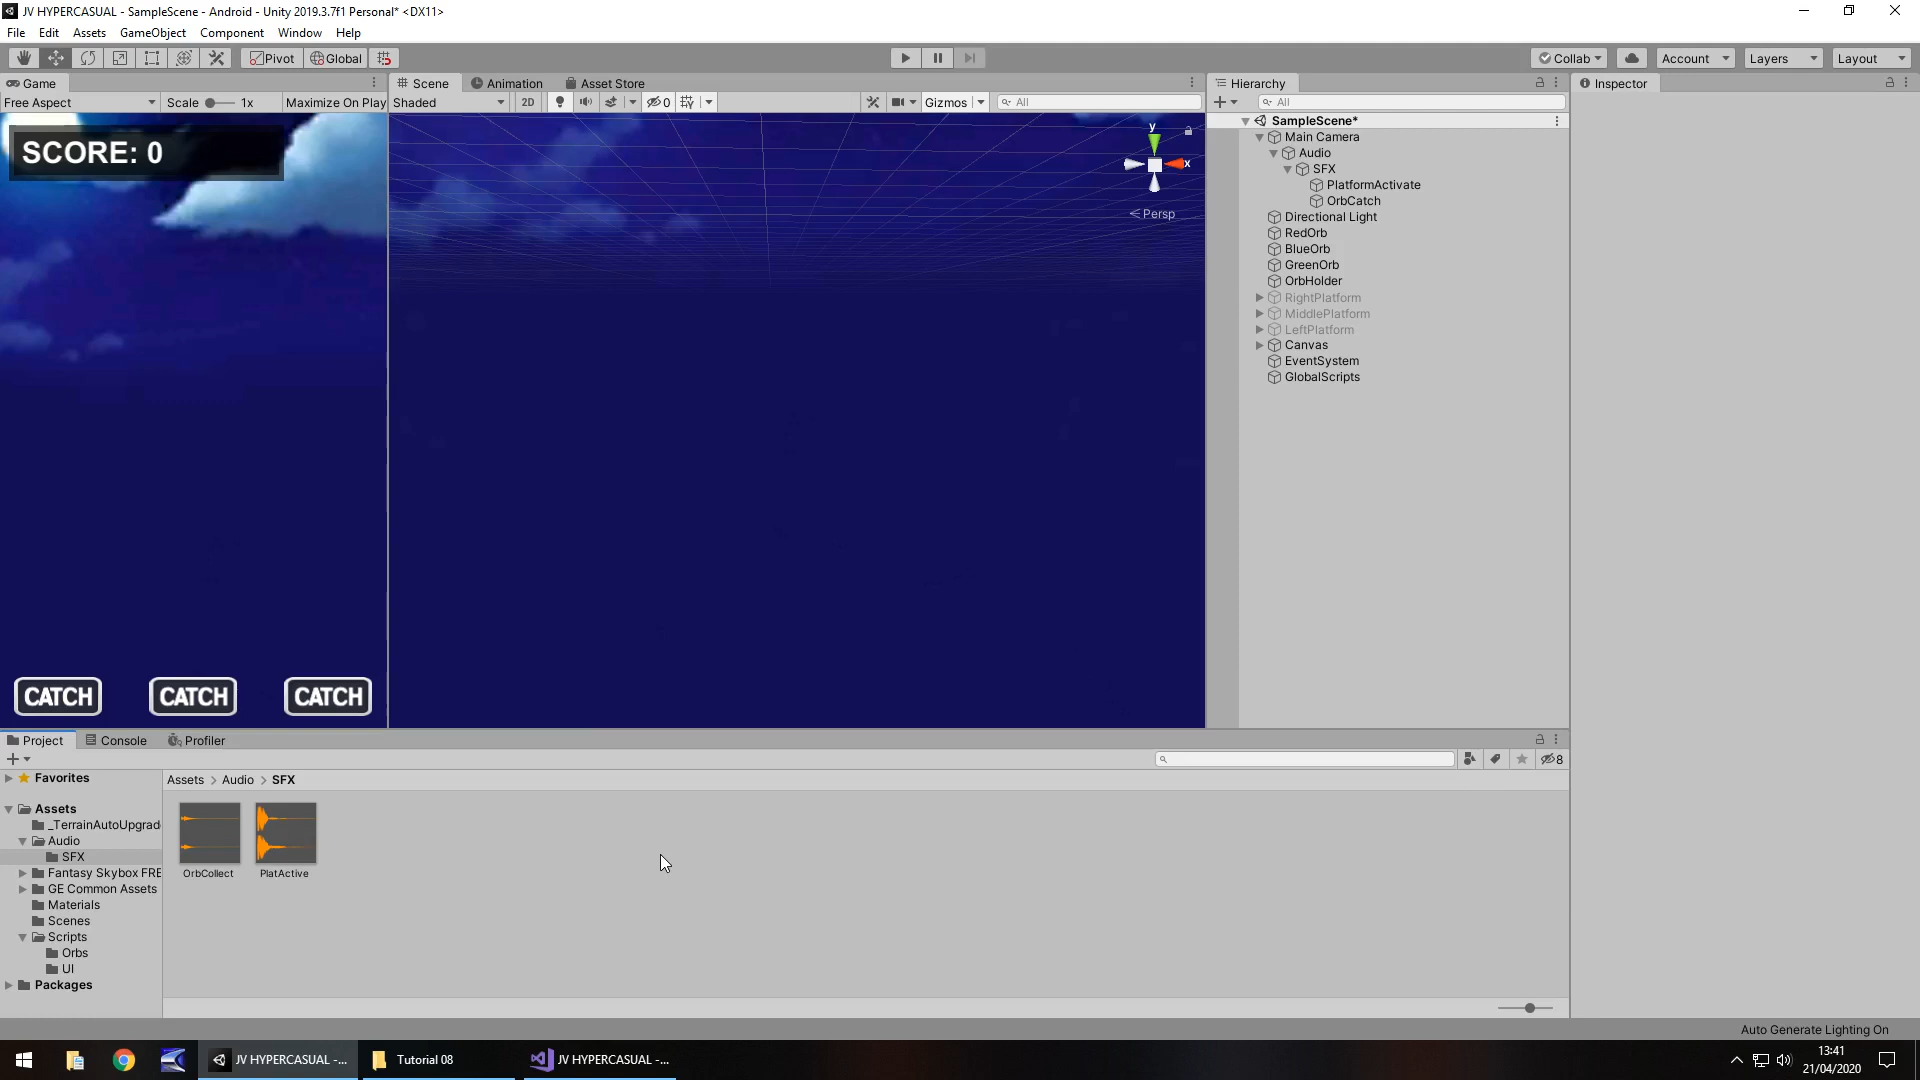 JV HYPERCASUAL - SampleScene - Android - Unity 2019.3.7f1 Personal* <DX11>
File Edit Assets GameObject Component Window Help
Pivot Global Collab Account Layers Layout
Game Scene Animation Asset Store Hierarchy Inspector
Free Aspect Scale 1x Maximize On Play Shaded 2D 0 Gizmos All All
SCORE: 0
y
x
Persp
SampleScene*
Main Camera
Audio
SFX
PlatformActivate
OrbCatch
Directional Light
RedOrb
BlueOrb
GreenOrb
OrbHolder
RightPlatform
MiddlePlatform
LeftPlatform
Canvas
EventSystem
GlobalScripts
CATCH CATCH CATCH
Project Console Profiler
8
Favorites
Assets
_TerrainAutoUpgrad
Audio
SFX
Fantasy Skybox FRE
GE Common Assets
Materials
Scenes
Scripts
Orbs
UI
Packages
Assets > Audio > SFX
OrbCollect PlatActive
Auto Generate Lighting On
JV HYPERCASUAL -... Tutorial 08 JV HYPERCASUAL -...
13:41
21/04/2020